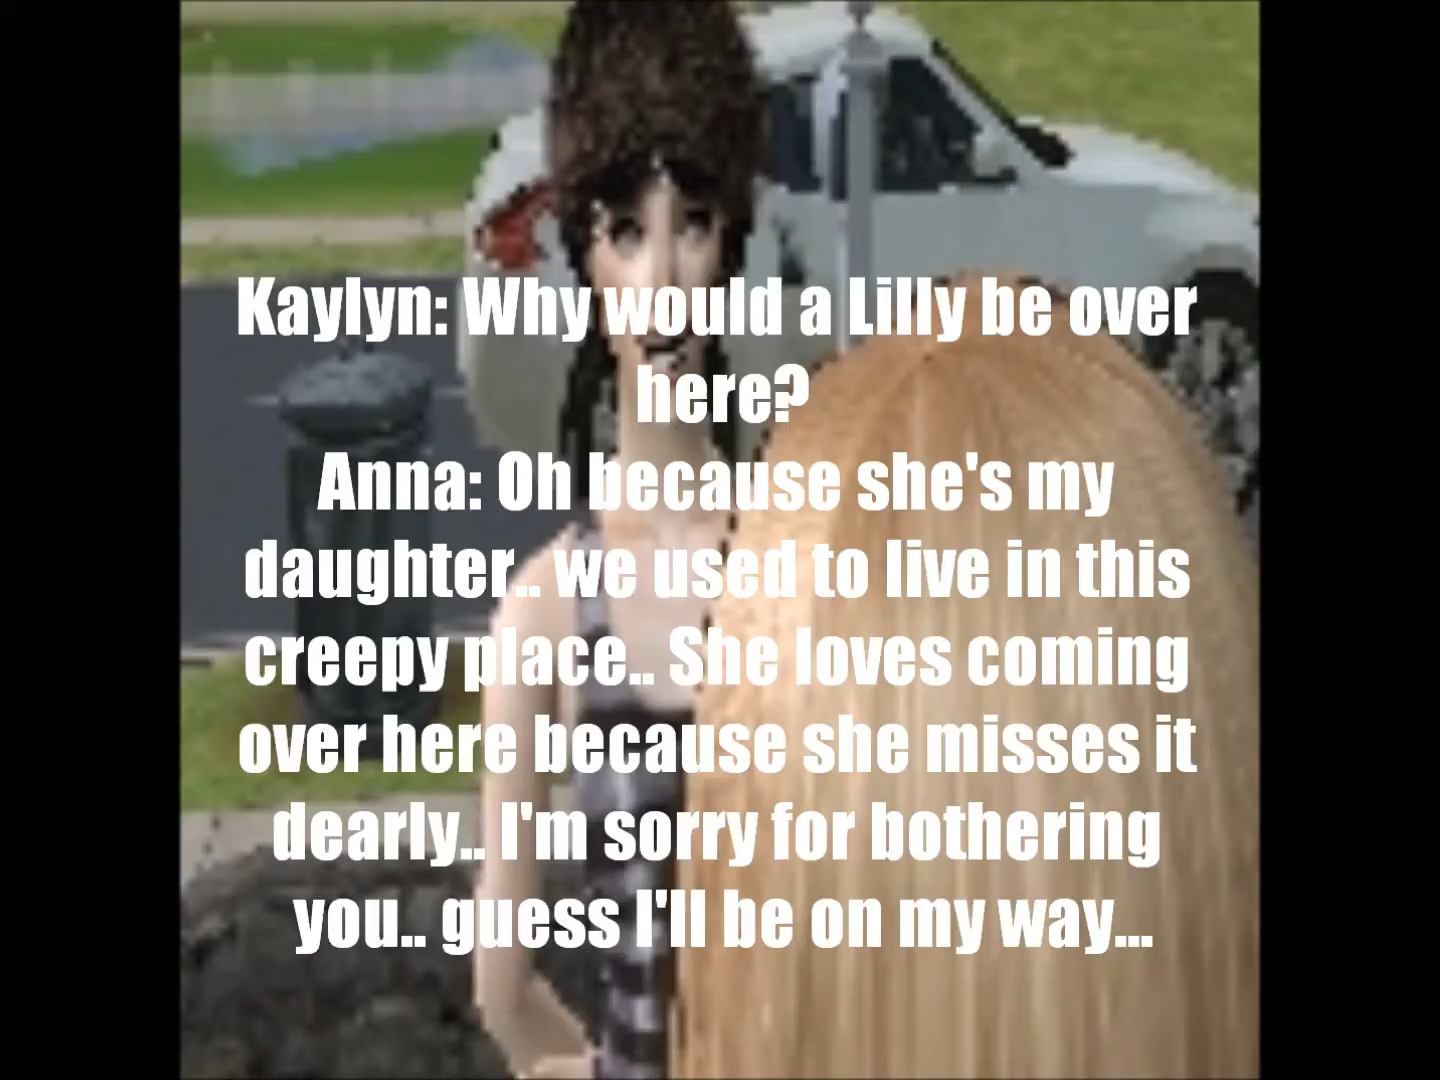 Kaylyn: Why would a Lilly be over
here?
Anna: Oh because she's my
daughter.. we used to live in this
creepy place.. She loves coming
over here because she misses it
dearly.. I'm sorry for bothering
you.. guess I'll be on my way...